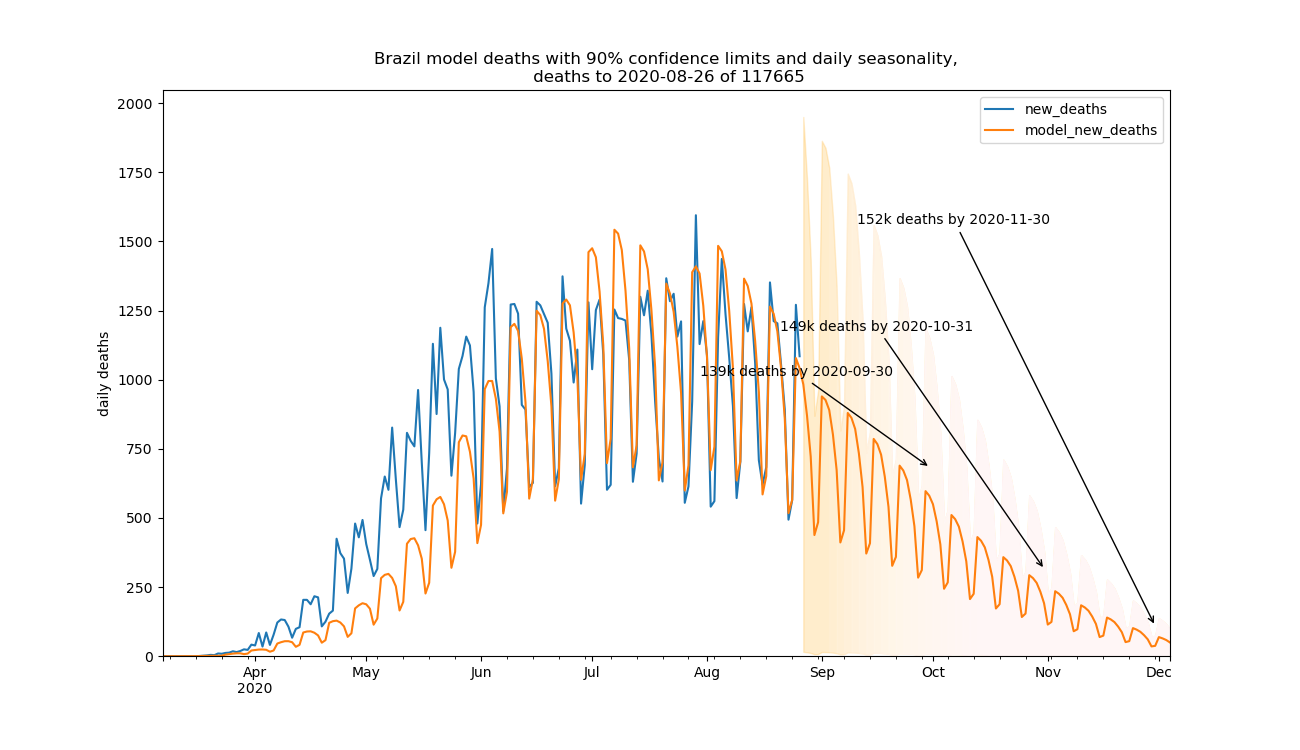 Brazil model deaths with 90% confidence limits and daily seasonality,
deaths to 2020-08-26 of 117665
new_deaths
model_new_deaths
daily deaths
2000
1750
1500
1250
1000
750
500
250
0
152k deaths by 2020-11-30
149k deaths by 2020-10-31
139k deaths by 2020-09-30
Apr
2020
May
Jun
Jul
Aug
Sep
Oct
Nov
Dec